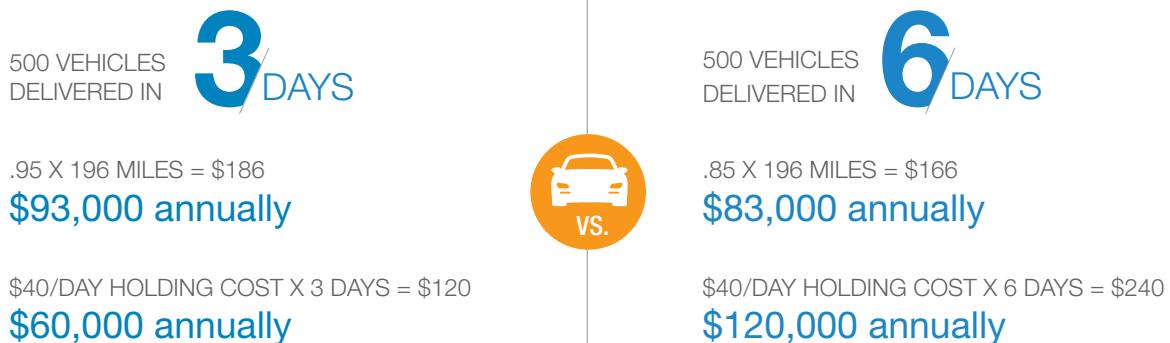 500 VEHICLES
DELIVERED IN
3/DAYS
.95 X 196 MILES = $186
$93,000 annually
$40/DAY HOLDING COST X 3 DAYS = $120
$60,000 annually
VS.
500 VEHICLES
DELIVERED IN
6/DAYS
.85 X 196 MILES = $166
$83,000 annually
$40/DAY HOLDING COST X 6 DAYS = $240
$120,000 annually